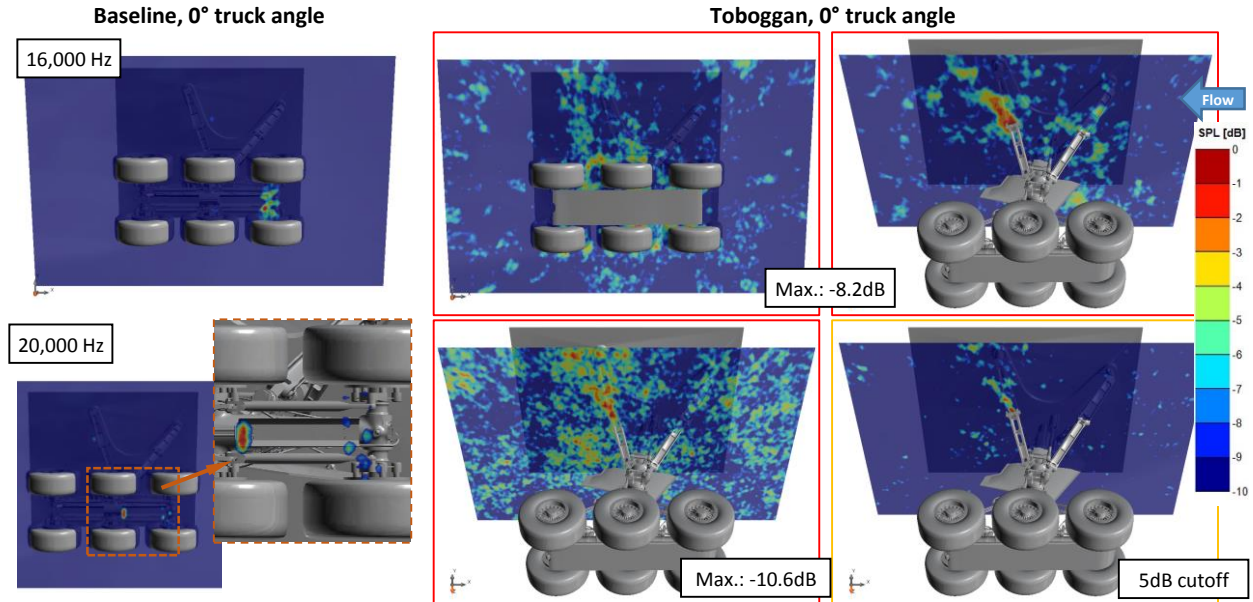 Baseline, 0° truck angle
Toboggan, 0° truck angle
16,000 Hz
Flow
SPL [dB]
0
-1
-2
-3
-4
-5
-6
-7
-8
-9
-10
Max.: -8.2dB
20,000 Hz
Max.: -10.6dB
5dB cutoff